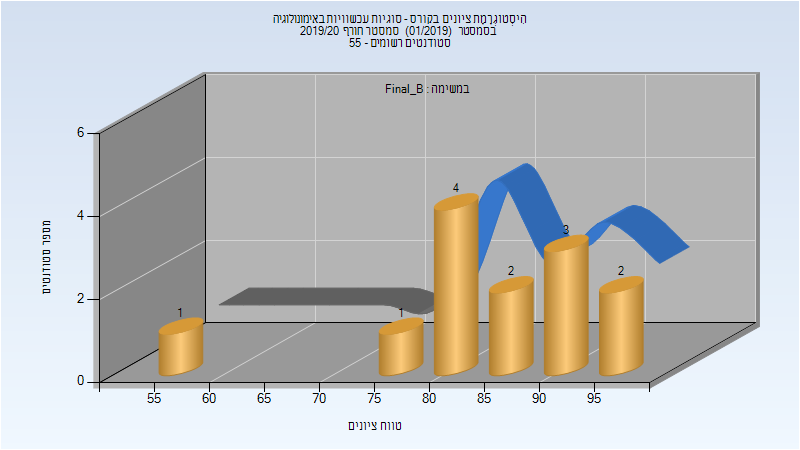 היסטוגרמת ציונים בקורס - סוגיות עכשוויות באימונולוגיה
בסמסטר (01/2019) סמסטר חורף 2019/20
סטודנטים רשומים - 55
במשימה : Final_B
מספר סטודנטים
6
4
2
0
1
1
4
2
3
2
55 60 65 70 75 80 85 90 95
טווח ציונים